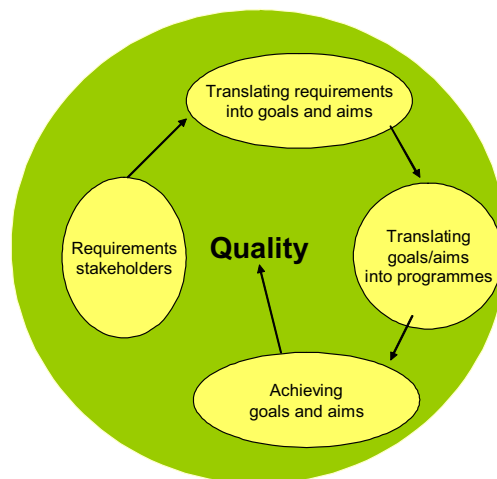 Translating requirements
into goals and aims
Requirements
stakeholders
Quality
Translating
goals/aims
into programmes
Achieving
goals and aims